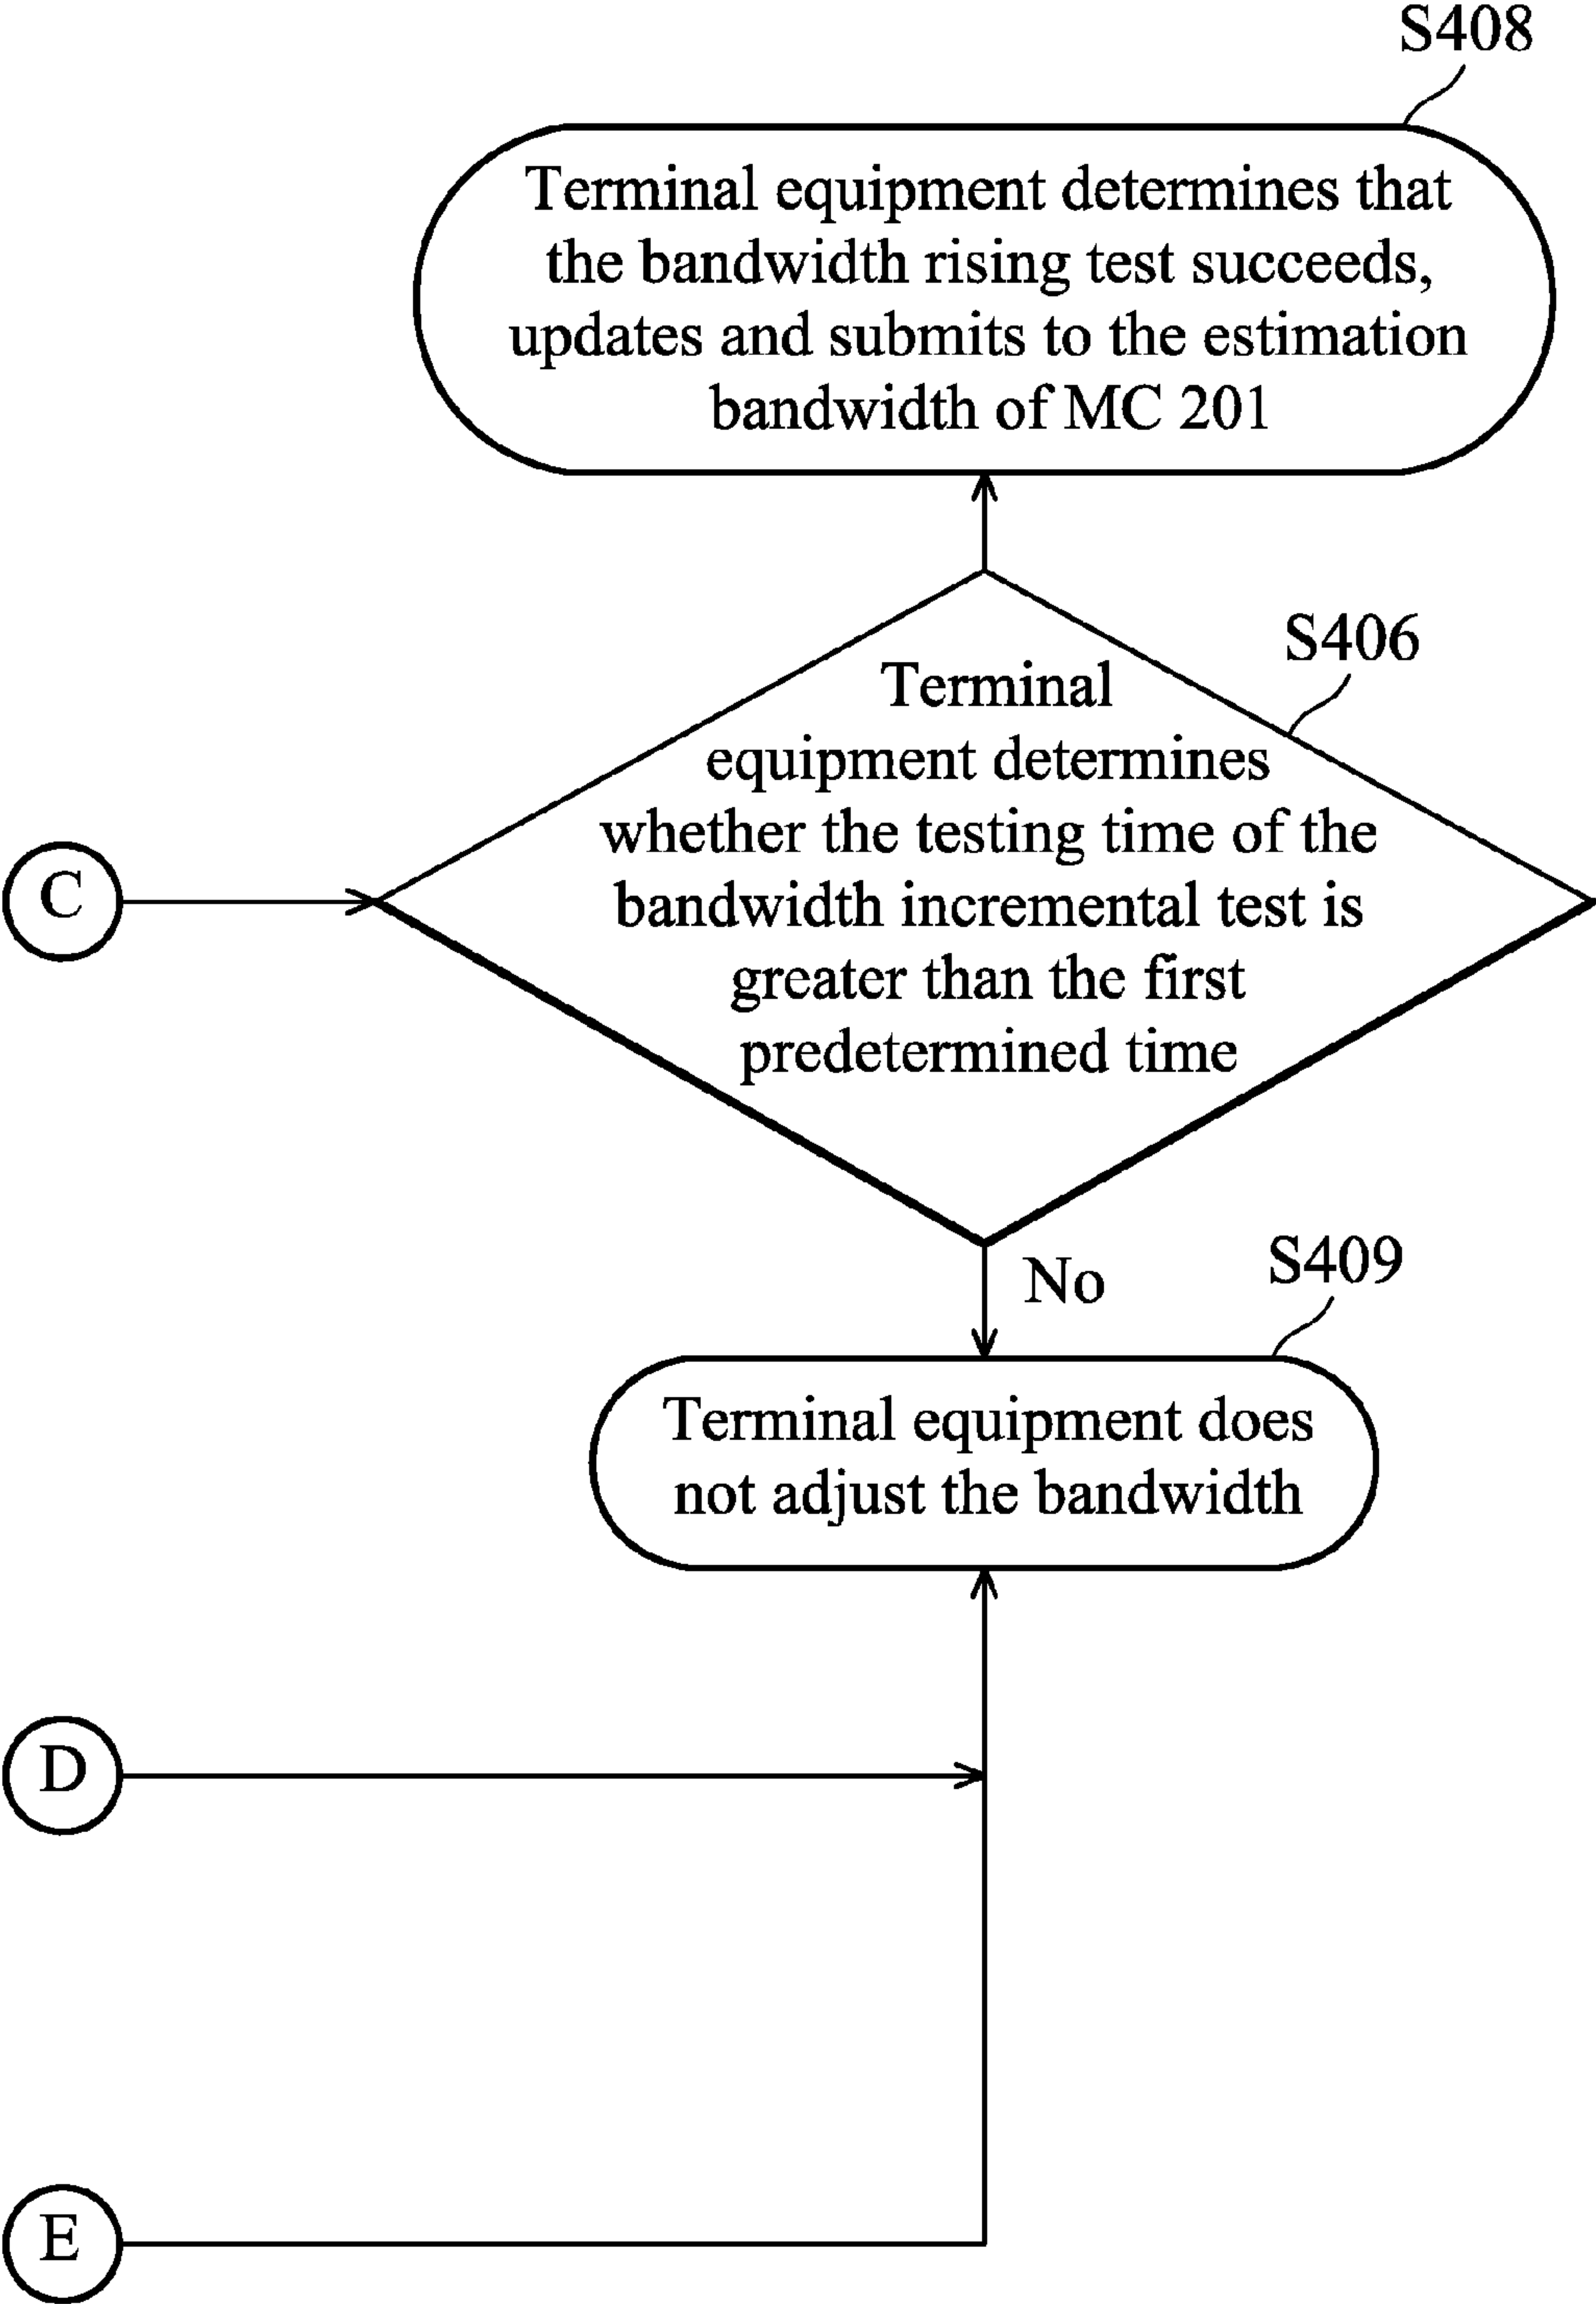 S408
Terminal equipment determines that
the bandwidth rising test succeeds,
updates and submits to the estimation
bandwidth of MC 201
S406
Terminal
equipment determines
whether the testing time of the
bandwidth incremental test is
greater than the first
predetermined time
C
No
S409
Terminal equipment does
not adjust the bandwidth
D
E